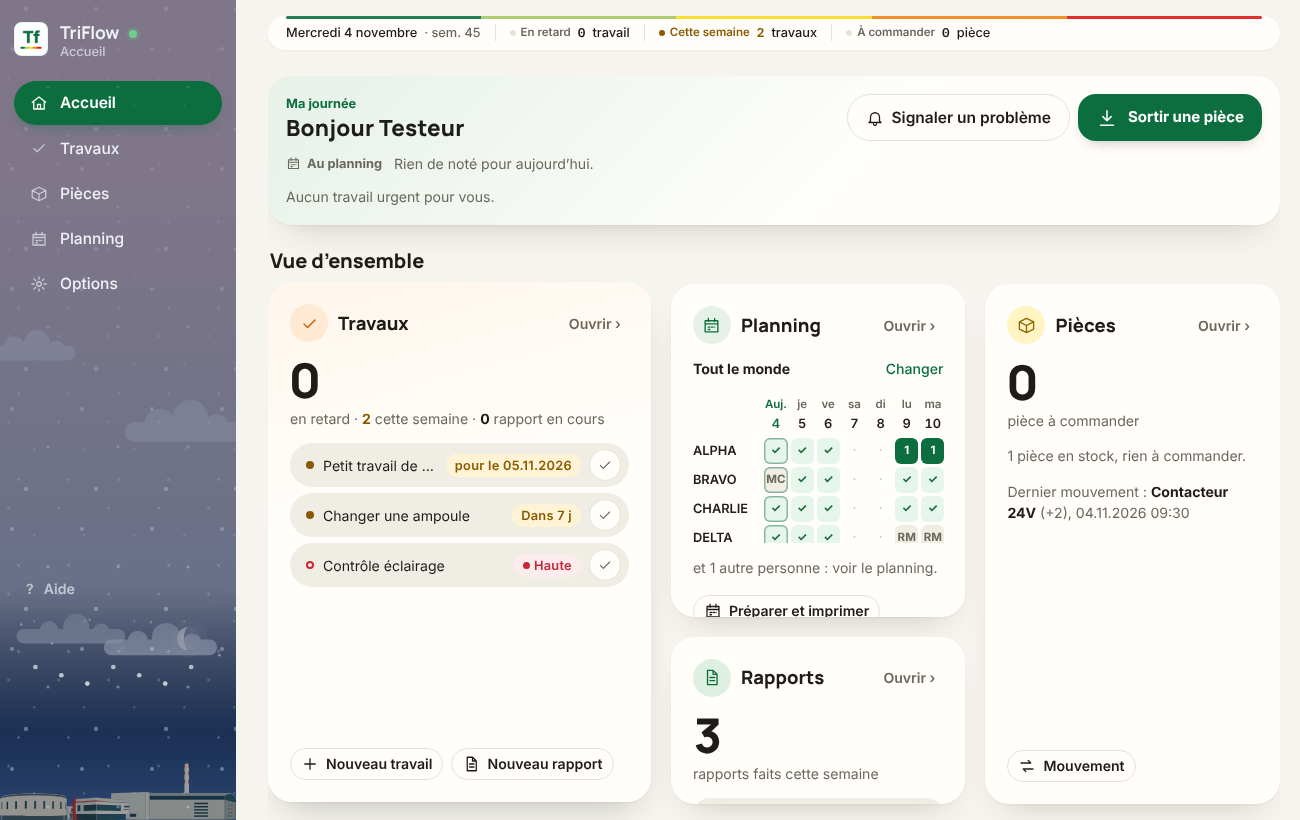 Tf
TriFlow
Accueil
Accueil
Travaux
Pièces
Planning
Options
? Aide
Mercredi 4 novembre · sem. 45
En retard 0 travail
Cette semaine 2 travaux
À commander 0 pièce
Ma journée
Bonjour Testeur
Au planning Rien de noté pour aujourd’hui.
Aucun travail urgent pour vous.
Signaler un problème
Sortir une pièce
Vue d’ensemble
Travaux
Ouvrir ›
0
en retard · 2 cette semaine · 0 rapport en cours
Petit travail de ... pour le 05.11.2026
Changer une ampoule Dans 7 j
Contrôle éclairage Haute
Nouveau travail
Nouveau rapport
Planning
Ouvrir ›
Tout le monde
Changer
Auj. je ve sa di lu ma
4 5 6 7 8 9 10
ALPHA 1 1
BRAVO MC
CHARLIE
DELTA RM RM
et 1 autre personne : voir le planning.
Préparer et imprimer
Rapports
Ouvrir ›
3
rapports faits cette semaine
Pièces
Ouvrir ›
0
pièce à commander
1 pièce en stock, rien à commander.
Dernier mouvement : Contacteur
24V (+2), 04.11.2026 09:30
Mouvement